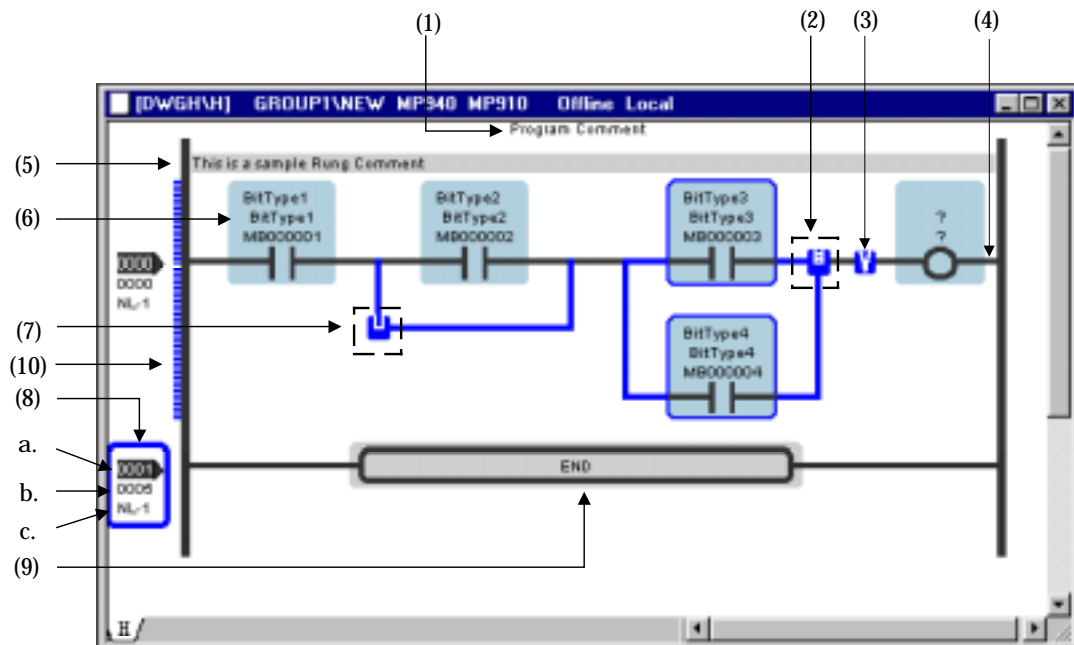 (1)
(2)
(3)
(4)
[DWGH\H] GROUP1\NEW MP940 MP910 Offline Local
Program Comment
(5)
This is a sample Rung Comment
(6)
BitType1
BitType1
MB000001
BitType2
BitType2
MB000002
BitType3
BitType3
MB000003
?
?
0000
0000
NL-1
(7)
BitType4
BitType4
MB000004
(10)
(8)
a.
0001
b.
0005
NL-1
c.
END
(9)
H